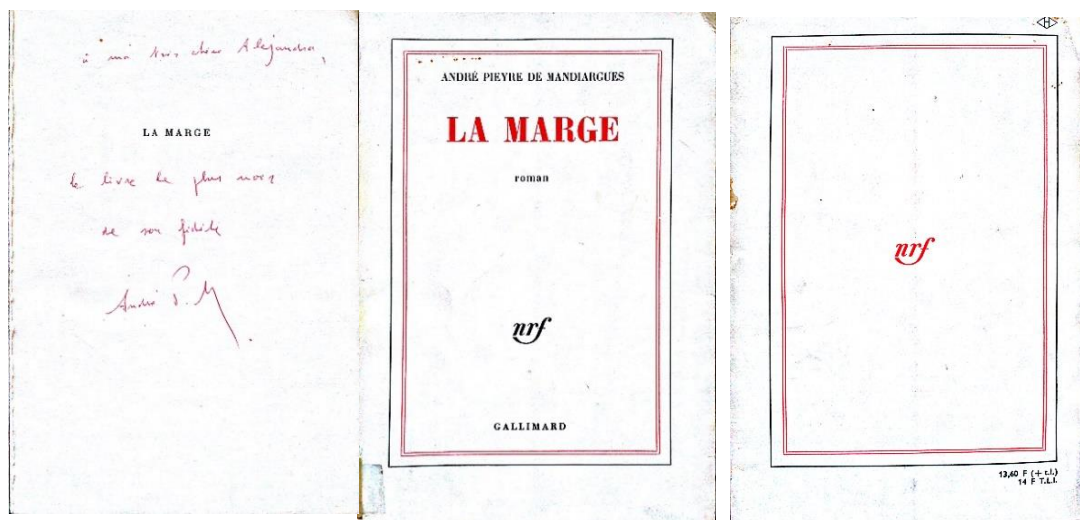 à ma très chère Alejandra,
LA MARGE
le livre le plus noir
de son fidèle
André P. M.
ANDRÉ PIEYRE DE MANDIARGUES
LA MARGE
roman
nrf
GALLIMARD
H
nrf
13,60 F (+ t.l.)
14 F T.L.I.